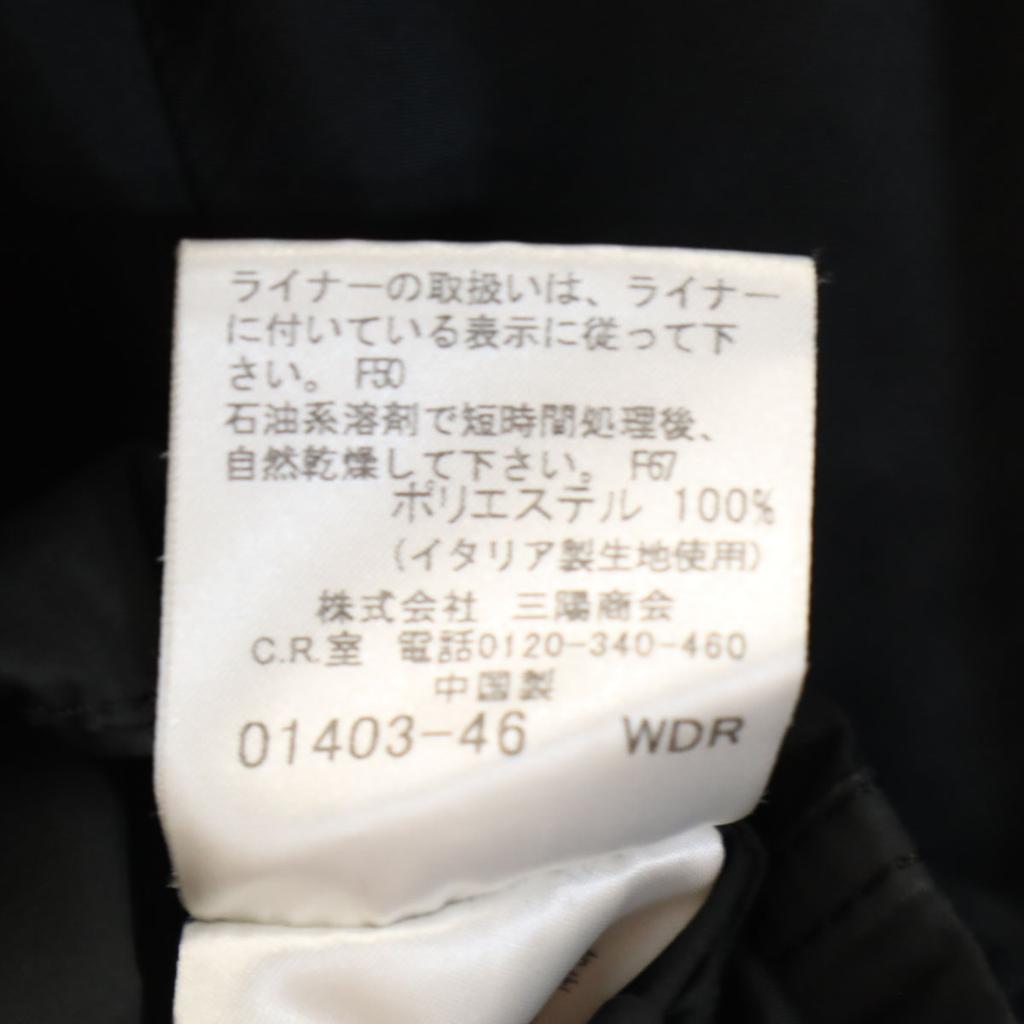 ライナーの取扱いは、ライナー
に付いている表示に従って下
さい。 F50
石油系溶剤で短時間処理後、
自然乾燥して下さい。 F67
ポリエステル 100%
(イタリア製生地使用)
株式会社 三陽商会
C.R.室 電話0120-340-460
中国製
01403-46 WDR